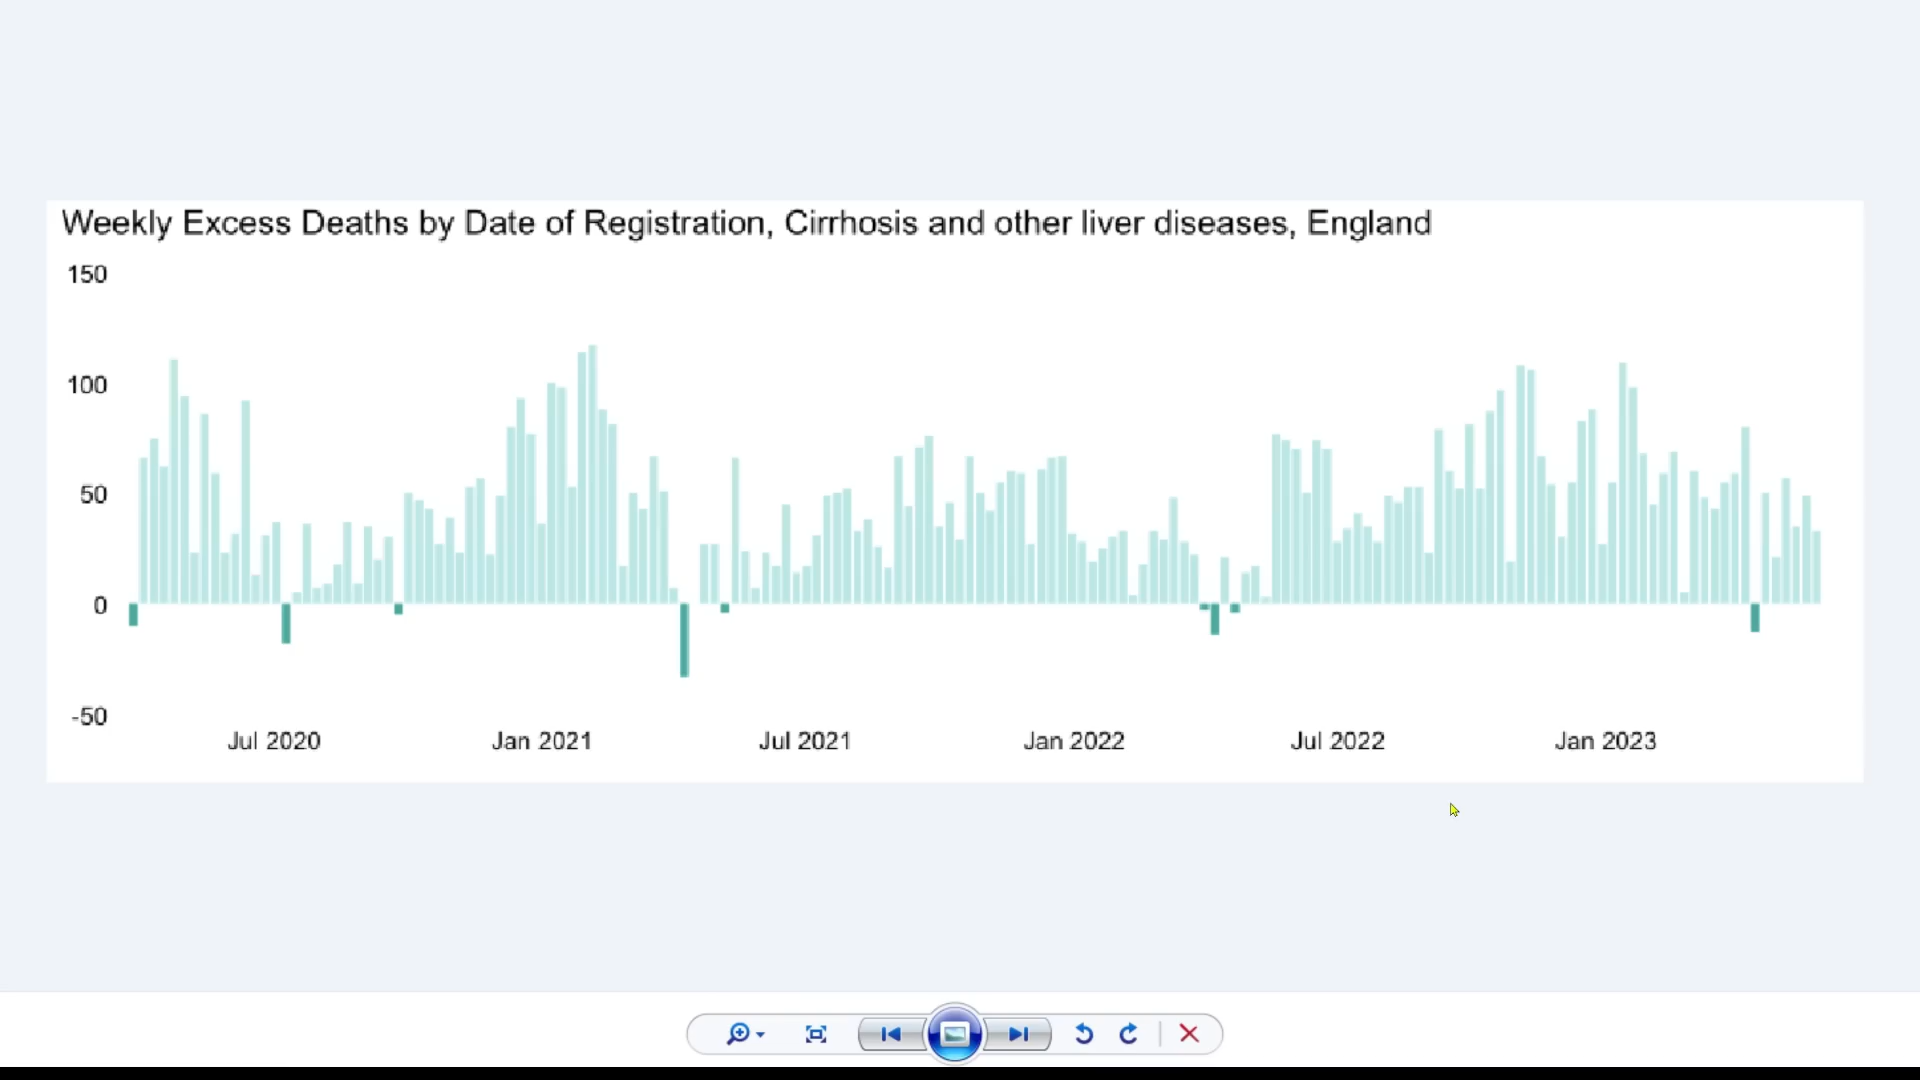 Weekly Excess Deaths by Date of Registration, Cirrhosis and other liver diseases, England
150
100
50
0
-50
Jul 2020 Jan 2021 Jul 2021 Jan 2022 Jul 2022 Jan 2023